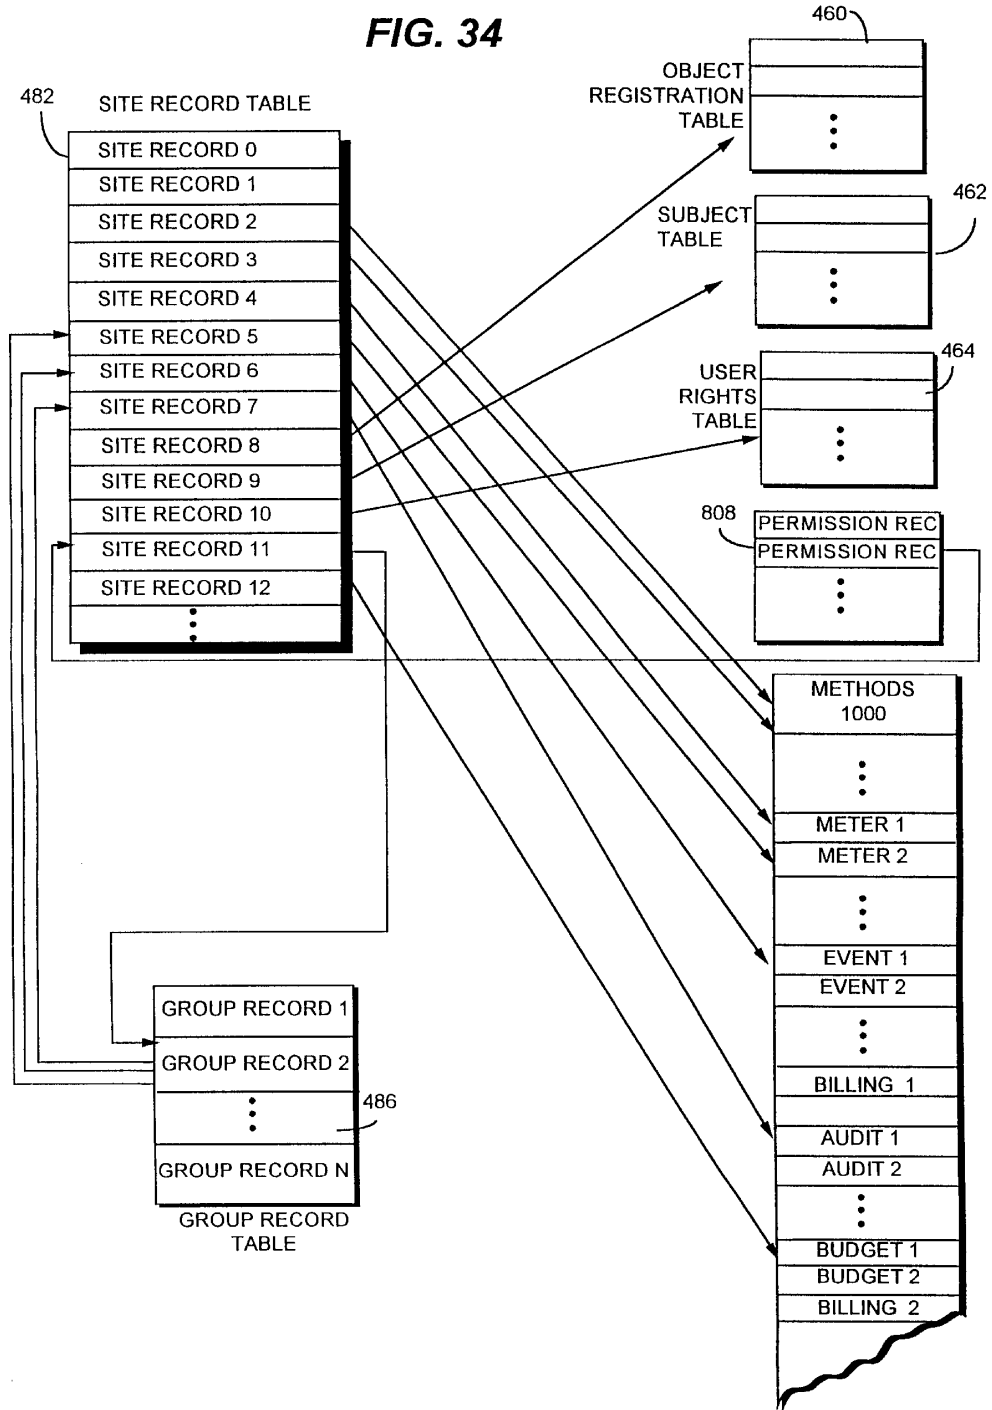 FIG. 34
460
OBJECT
REGISTRATION
TABLE
482
SITE RECORD TABLE
SITE RECORD 0
SITE RECORD 1
SITE RECORD 2
SITE RECORD 3
SITE RECORD 4
SITE RECORD 5
SITE RECORD 6
SITE RECORD 7
SITE RECORD 8
SITE RECORD 9
SITE RECORD 10
SITE RECORD 11
SITE RECORD 12
462
SUBJECT
TABLE
464
USER
RIGHTS
TABLE
808
PERMISSION REC
PERMISSION REC
METHODS
1000
METER 1
METER 2
EVENT 1
EVENT 2
BILLING 1
AUDIT 1
AUDIT 2
BUDGET 1
BUDGET 2
BILLING 2
GROUP RECORD 1
GROUP RECORD 2
486
GROUP RECORD N
GROUP RECORD
TABLE